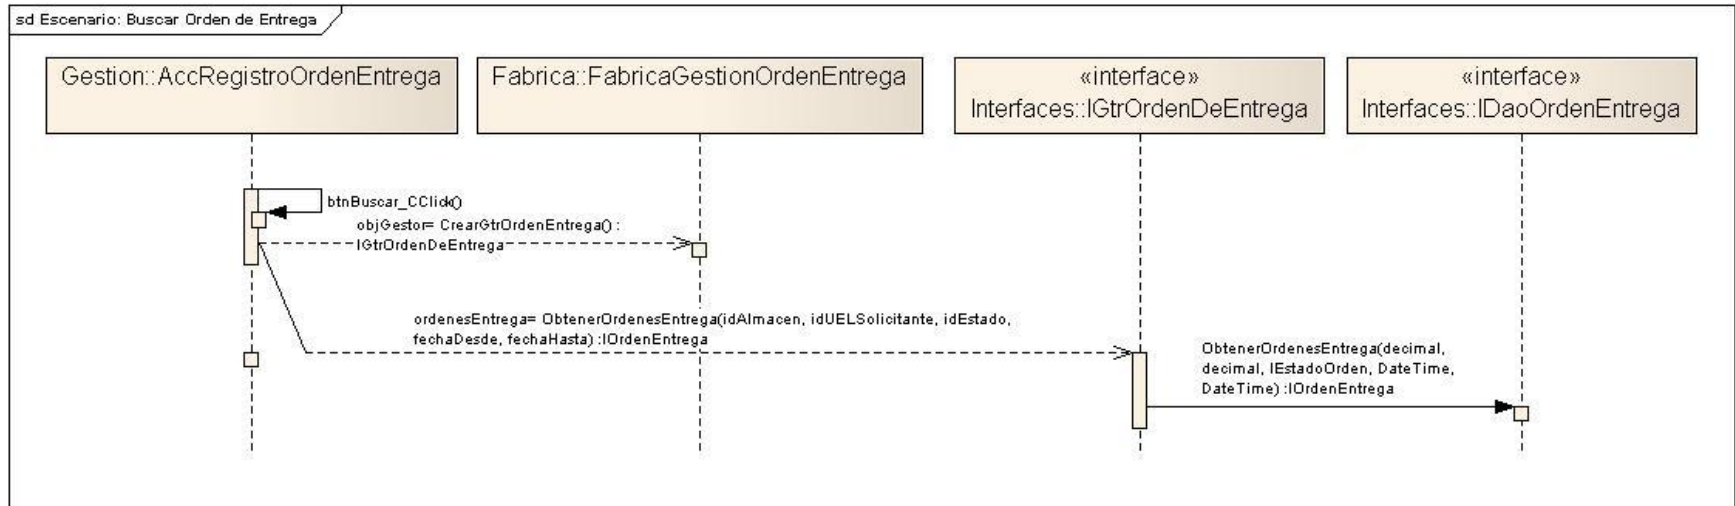 sd Escenario: Buscar Orden de Entrega
Gestion::AccRegistroOrdenEntrega
Fabrica::FabricaGestionOrdenEntrega
«interface»
Interfaces::IGtrOrdenDeEntrega
«interface»
Interfaces::IDaoOrdenEntrega
btnBuscar_CClick()
objGestor= CrearGtrOrdenEntrega() :
IGtrOrdenDeEntrega
ordenesEntrega= ObtenerOrdenesEntrega(idAlmacen, idUELSolicitante, idEstado,
fechaDesde, fechaHasta) :IOrdenEntrega
ObtenerOrdenesEntrega(decimal,
decimal, IEstadoOrden, DateTime,
DateTime) :IOrdenEntrega